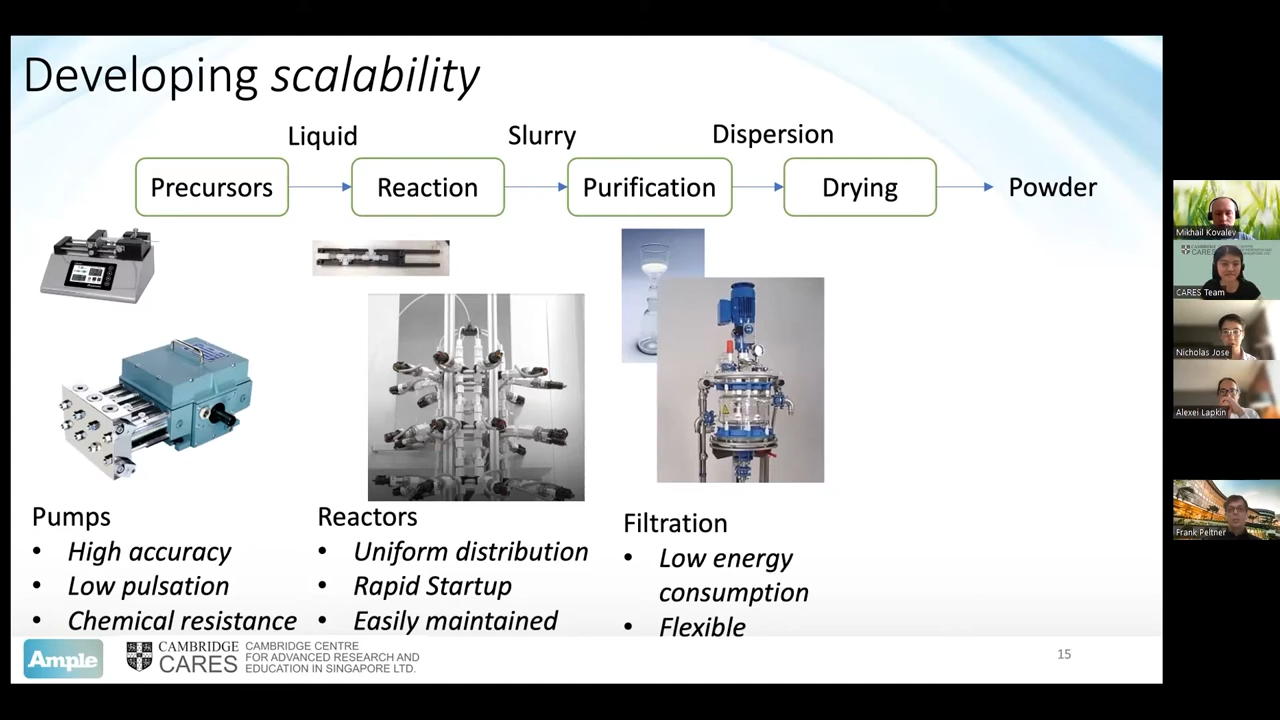 Developing scalability
Liquid
Slurry
Dispersion
Precursors
Reaction
Purification
Drying
Powder
Pumps
• High accuracy
• Low pulsation
• Chemical resistance
Reactors
• Uniform distribution
• Rapid Startup
• Easily maintained
Filtration
• Low energy
consumption
• Flexible
Ample
CAMBRIDGE
CARES
CAMBRIDGE CENTRE
FOR ADVANCED RESEARCH AND
EDUCATION IN SINGAPORE LTD.
15
Mikhail Kovalev
CAMBRIDGE
CARES
CARES Team
Nicholas Jose
Alexei Lapkin
Frank Peltner